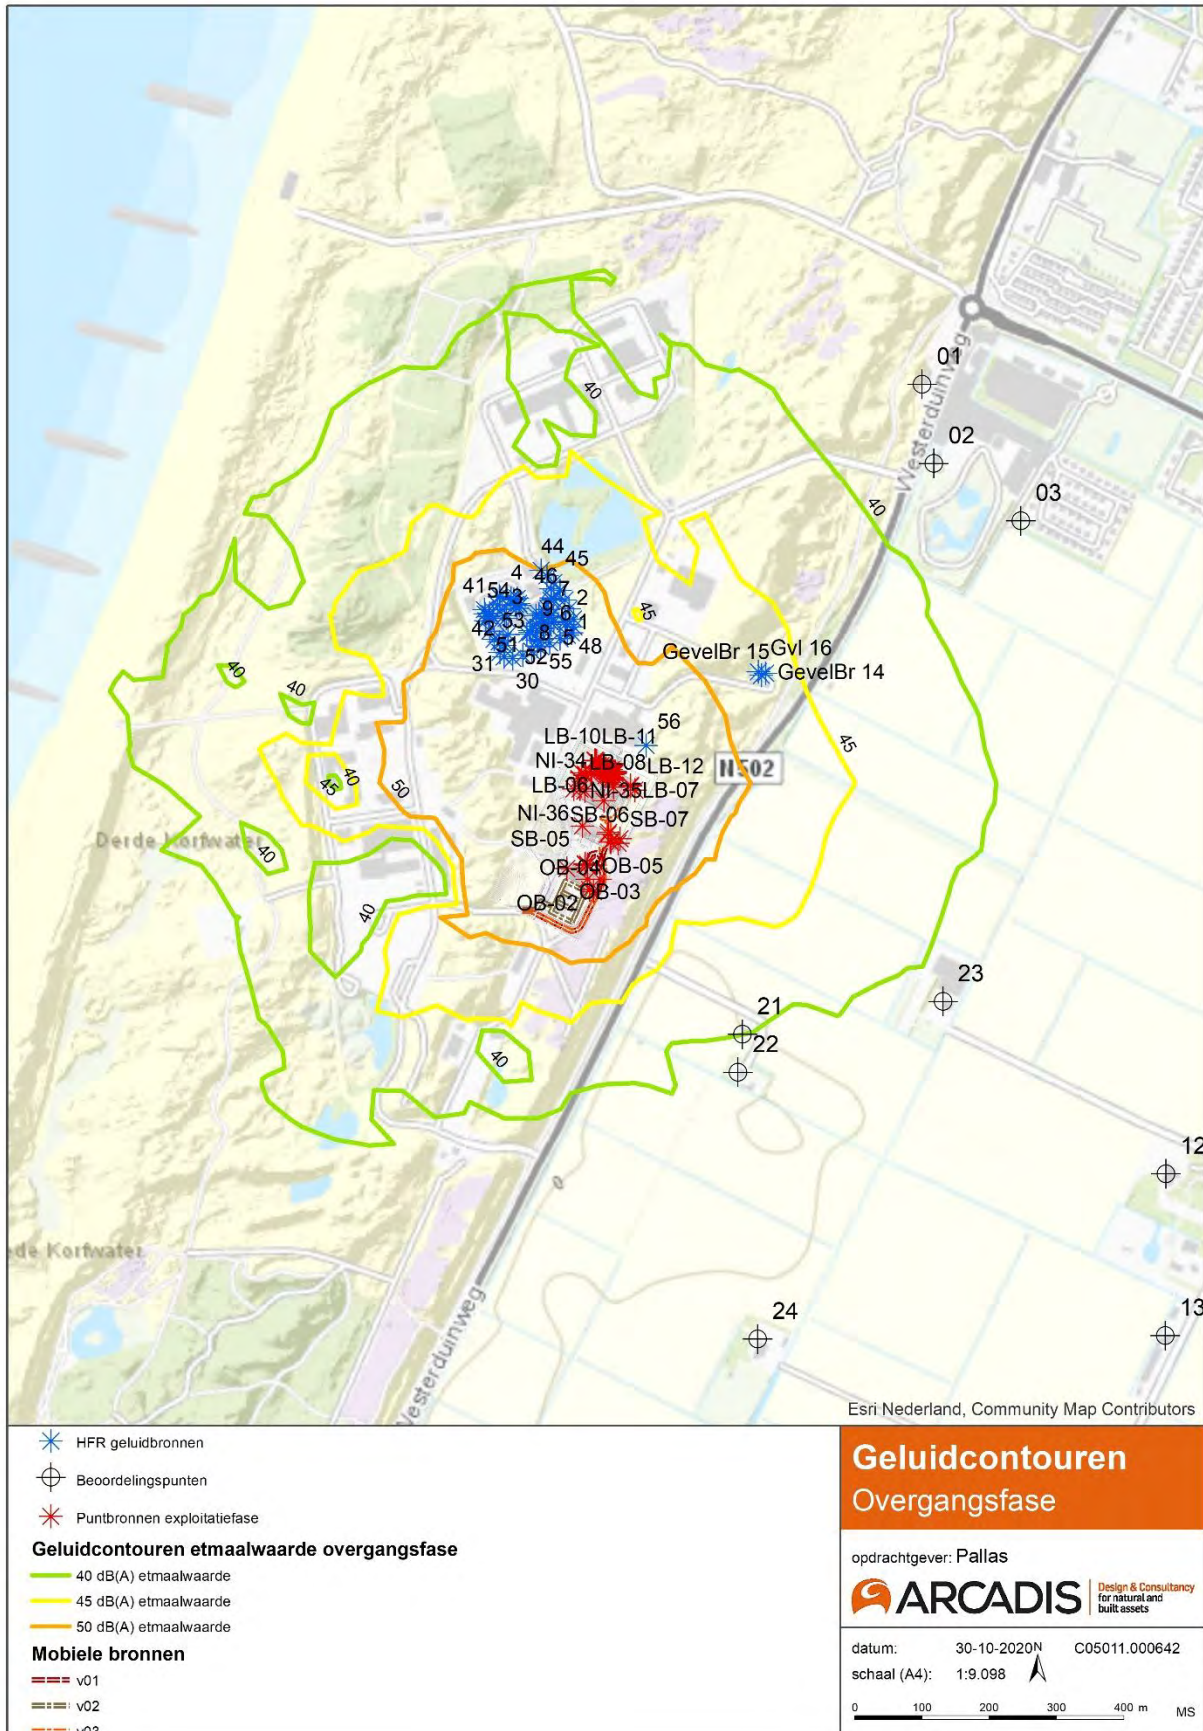 01
Westerduinweg
02
03
40
40
44
45
4
46
41
54
3
7
2
9
6
1
42
53
8
5
48
51
52
55
31
30
45
GevelBr 15
Gvl 16
GevelBr 14
56
40
40
LB-10
LB-11
45
NI-34
LB-08
LB-12
N502
LB-06
NI-35
LB-07
40
45
50
NI-36
SB-06
SB-07
SB-05
Derde Korfwater
40
OB-04
OB-05
OB-03
OB-02
40
23
21
22
40
12
0
de Korfwater
24
13
Westerduinweg
Esri Nederland, Community Map Contributors
HFR geluidbronnen
Beoordelingspunten
Puntbronnen exploitatiefase
Geluidcontouren etmaalwaarde overgangsfase
40 dB(A) etmaalwaarde
45 dB(A) etmaalwaarde
50 dB(A) etmaalwaarde
Mobiele bronnen
v01
v02
v03
Geluidcontouren
Overgangsfase
opdrachtgever: Pallas
ARCADIS
Design & Consultancy
for natural and
built assets
datum: 30-10-2020 N C05011.000642
schaal (A4): 1:9.098
0 100 200 300 400 m
MS